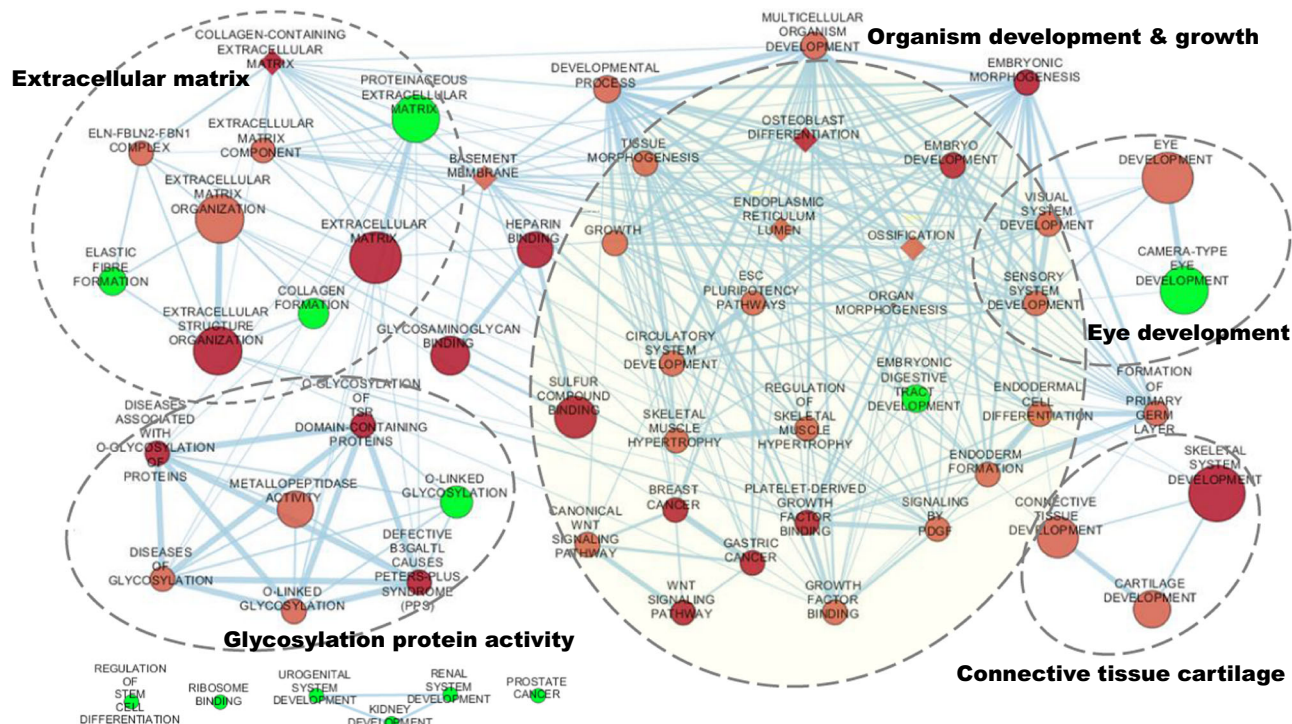 MULTICELLULAR
ORGANISM
DEVELOPMENT
Organism development & growth
COLLAGEN-CONTAINING
EXTRACELLULAR
MATRIX
Extracellular matrix
PROTEINACEOUS
EXTRACELLULAR
MATRIX
DEVELOPMENTAL
PROCESS
EMBRYONIC
MORPHOGENESIS
ELN-FBLN2-FBN1
COMPLEX
EXTRACELLULAR
MATRIX
COMPONENT
BASEMENT
MEMBRANE
TISSUE
MORPHOGENESIS
OSTEOBLAST
DIFFERENTIATION
EMBRYO
DEVELOPMENT
EYE
DEVELOPMENT
EXTRACELLULAR
MATRIX
ORGANIZATION
EXTRACELLULAR
MATRIX
HEPARIN
BINDING
GROWTH
ENDOPLASMIC
RETICULUM
LUMEN
OSSIFICATION
VISUAL
SYSTEM
DEVELOPMENT
CAMERA-TYPE
EYE
DEVELOPMENT
ELASTIC
FIBRE
FORMATION
COLLAGEN
FORMATION
ESC
PLURIPOTENCY
PATHWAYS
ORGAN
MORPHOGENESIS
SENSORY
SYSTEM
DEVELOPMENT
Eye development
EXTRACELLULAR
STRUCTURE
ORGANIZATION
GLYCOSAMINOGLYCAN
BINDING
CIRCULATORY
SYSTEM
DEVELOPMENT
EMBRYONIC
DIGESTIVE
TRACT
DEVELOPMENT
FORMATION
OF
PRIMARY
GERM
LAYER
DISEASES
ASSOCIATED
WITH
O-GLYCOSYLATION
OF
PROTEINS
O-GLYCOSYLATION
OF
TSR
DOMAIN-CONTAINING
PROTEINS
SULFUR
COMPOUND
BINDING
SKELETAL
MUSCLE
HYPERTROPHY
REGULATION
OF
SKELETAL
MUSCLE
HYPERTROPHY
ENDODERMAL
CELL
DIFFERENTIATION
ENDODERM
FORMATION
SKELETAL
SYSTEM
DEVELOPMENT
METALLOPEPTIDASE
ACTIVITY
O-LINKED
GLYCOSYLATION
BREAST
CANCER
PLATELET-DERIVED
GROWTH
FACTOR
BINDING
SIGNALING
BY
PDGF
CONNECTIVE
TISSUE
DEVELOPMENT
CANONICAL
WNT
SIGNALING
PATHWAY
GASTRIC
CANCER
DISEASES
OF
GLYCOSYLATION
DEFECTIVE
B3GALTL
CAUSES
PETERS-PLUS
SYNDROME
(PPS)
O-LINKED
GLYCOSYLATION
WNT
SIGNALING
PATHWAY
GROWTH
FACTOR
BINDING
CARTILAGE
DEVELOPMENT
Glycosylation protein activity
Connective tissue cartilage
REGULATION
OF
STEM
CELL
DIFFERENTIATION
RIBOSOME
BINDING
UROGENITAL
SYSTEM
DEVELOPMENT
KIDNEY
DEVELOPMENT
RENAL
SYSTEM
DEVELOPMENT
PROSTATE
CANCER